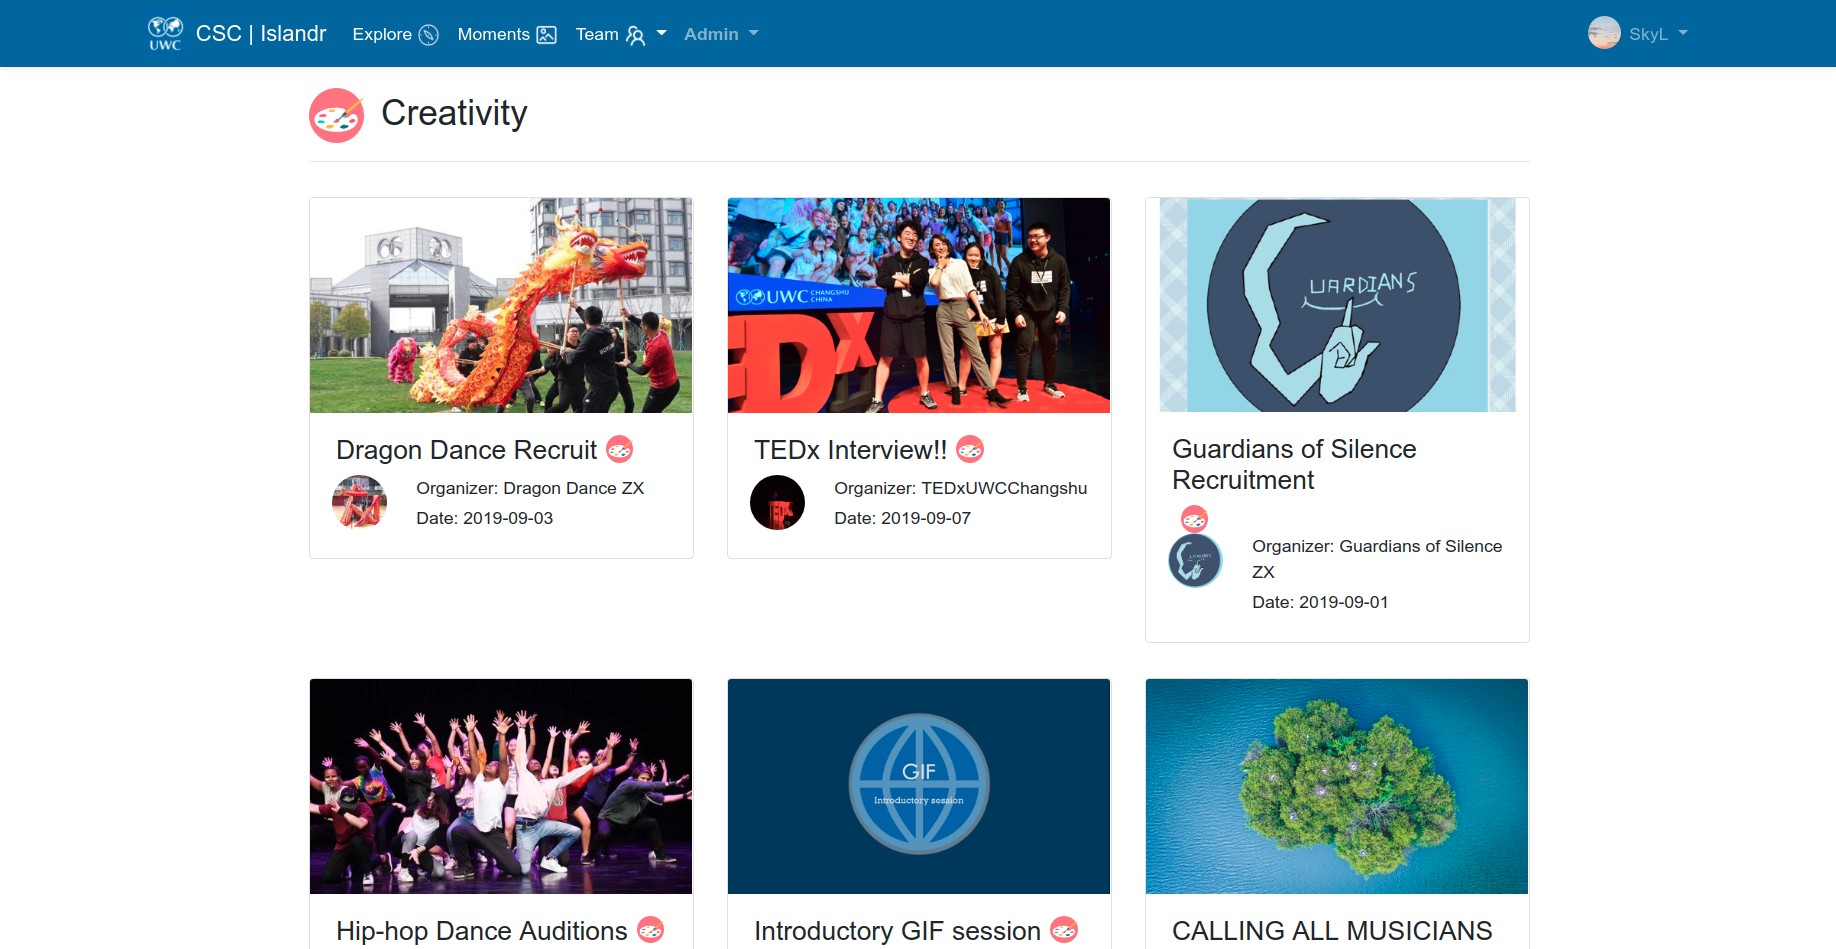 UWC
CSC | Islandr
Explore
Moments
Team
Admin
SkyL
Creativity
UWC CHANGSHU
CHINA
TEDx
GUARDIANS
Dragon Dance Recruit
Organizer: Dragon Dance ZX
Date: 2019-09-03
TEDx Interview!!
Organizer: TEDxUWCChangshu
Date: 2019-09-07
Guardians of Silence
Recruitment
Organizer: Guardians of Silence
ZX
Date: 2019-09-01
GIF
Introductory session
Hip-hop Dance Auditions
Introductory GIF session
CALLING ALL MUSICIANS